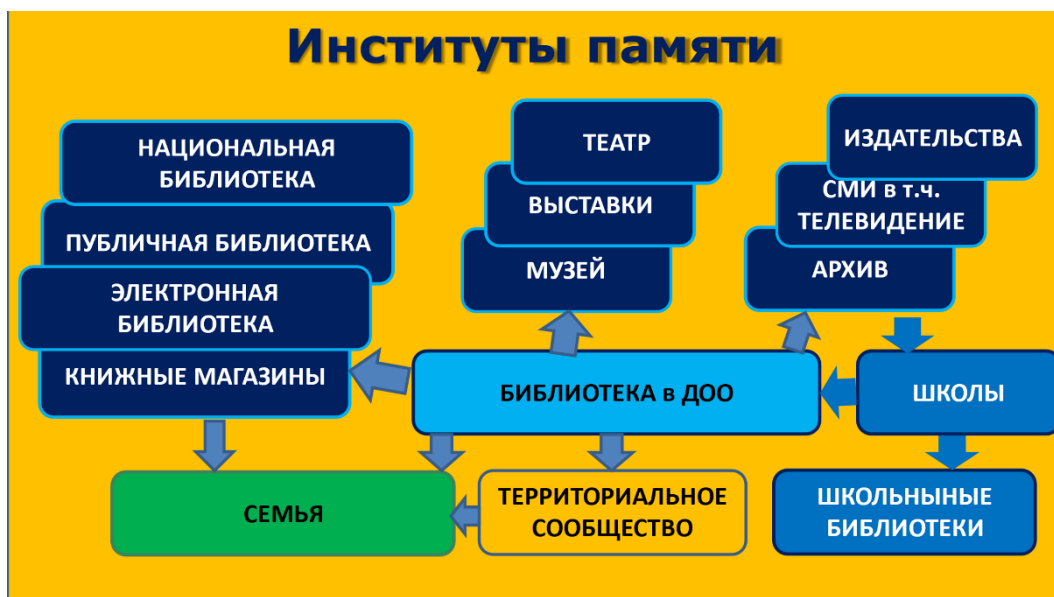 Институты памяти
НАЦИОНАЛЬНАЯ
БИБЛИОТЕКА
ПУБЛИЧНАЯ БИБЛИОТЕКА
ЭЛЕКТРОННАЯ
БИБЛИОТЕКА
КНИЖНЫЕ МАГАЗИНЫ
ТЕАТР
ВЫСТАВКИ
МУЗЕЙ
ИЗДАТЕЛЬСТВА
СМИ в т.ч.
ТЕЛЕВИДЕНИЕ
АРХИВ
БИБЛИОТЕКА в ДОО
ШКОЛЫ
СЕМЬЯ
ТЕРРИТОРИАЛЬНОЕ
СООБЩЕСТВО
ШКОЛЬНЫНЫЕ
БИБЛИОТЕКИ